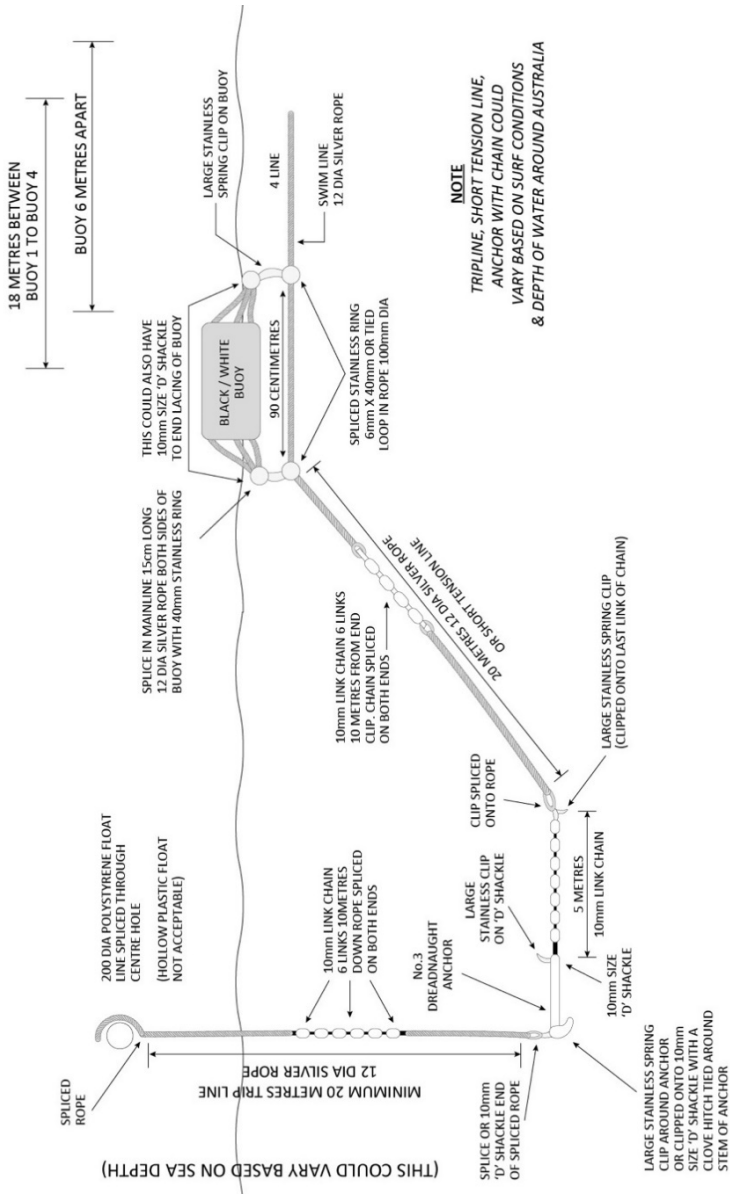 18 METRES BETWEEN
BUOY 1 TO BUOY 4
BUOY 6 METRES APART
LARGE STAINLESS
SPRING CLIP ON BUOY
4 LINE
SWIM LINE
12 DIA SILVER ROPE
THIS COULD ALSO HAVE
10mm SIZE 'D' SHACKLE
TO END LACING OF BUOY
BLACK / WHITE
BUOY
90 CENTIMETRES
SPLICED STAINLESS RING
6mm X 40mm OR TIED
LOOP IN ROPE 100mm DIA
SPLICE IN MAINLINE 15cm LONG
12 DIA SILVER ROPE BOTH SIDES OF
BUOY WITH 40mm STAINLESS RING
10mm LINK CHAIN 6 LINKS
10 METRES FROM END
CLIP. CHAIN SPLICED
ON BOTH ENDS
20 METRES 12 DIA SILVER ROPE
OR SHORT TENSION LINE
NOTE
TRIPLINE, SHORT TENSION LINE,
ANCHOR WITH CHAIN COULD
VARY BASED ON SURF CONDITIONS
& DEPTH OF WATER AROUND AUSTRALIA
200 DIA POLYSTYRENE FLOAT
LINE SPLICED THROUGH
CENTRE HOLE
(HOLLOW PLASTIC FLOAT
NOT ACCEPTABLE)
SPLICED
ROPE
10mm LINK CHAIN
6 LINKS 10METRES
DOWN ROPE SPLICED
ON BOTH ENDS
MINIMUM 20 METRES TRIP LINE
12 DIA SILVER ROPE
(THIS COULD VARY BASED ON SEA DEPTH)
No.3
DREADNAUGHT
ANCHOR
LARGE
STAINLESS CLIP
ON 'D' SHACKLE
CLIP SPLICED
ONTO ROPE
LARGE STAINLESS SPRING CLIP
(CLIPPED ONTO LAST LINK OF CHAIN)
5 METRES
10mm LINK CHAIN
10mm SIZE
'D' SHACKLE
SPLICE OR 10mm
'D' SHACKLE END
OF SPLICED ROPE
LARGE STAINLESS SPRING
CLIP AROUND ANCHOR
OR CLIPPED ONTO 10mm
SIZE 'D' SHACKLE WITH A
CLOVE HITCH TIED AROUND
STEM OF ANCHOR